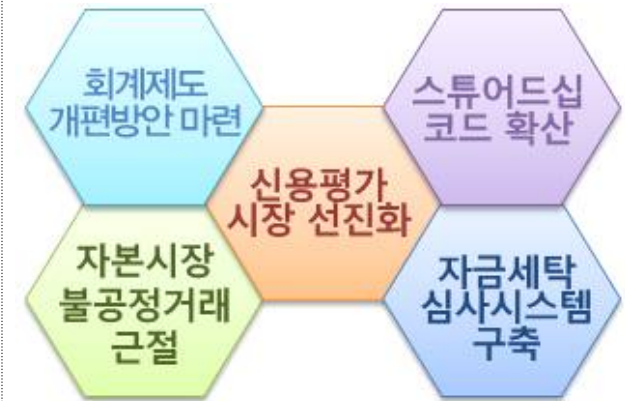 회계제도
개편방안 마련
스튜어드십
코드 확산
신용평가
시장 선진화
자본시장
불공정거래
근절
자금세탁
심사시스템
구축